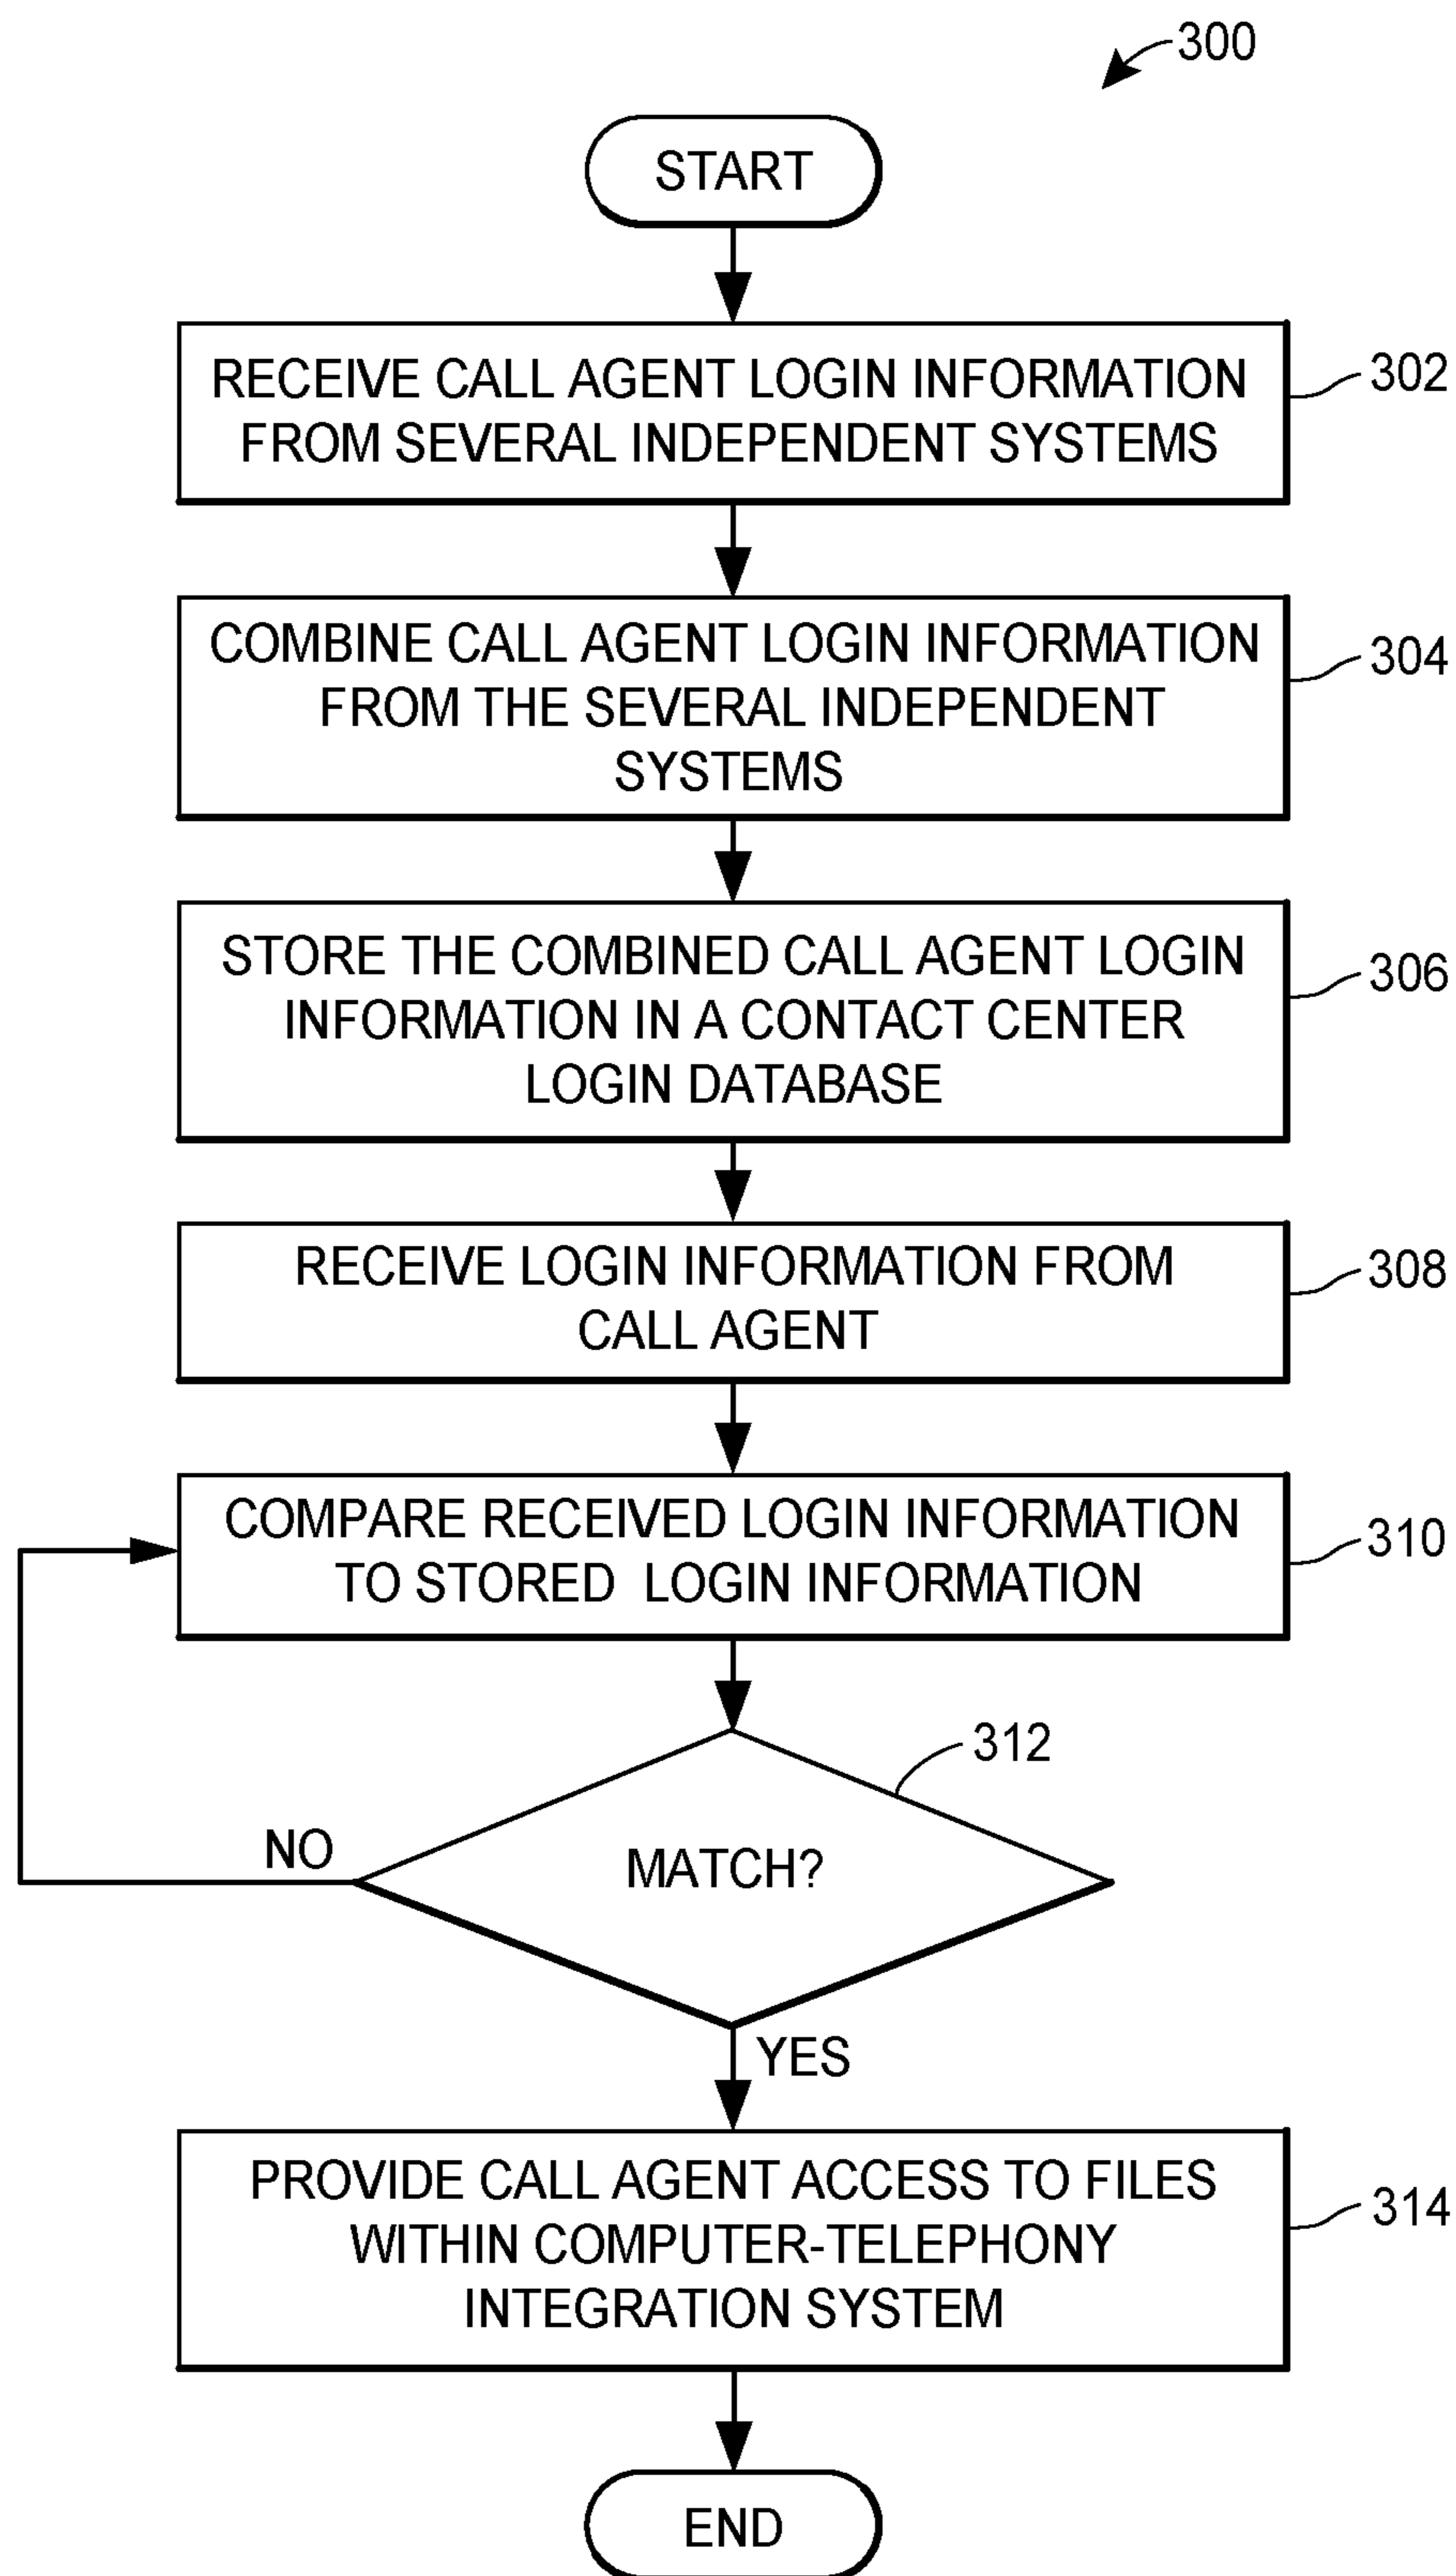 300
START
RECEIVE CALL AGENT LOGIN INFORMATION
FROM SEVERAL INDEPENDENT SYSTEMS
302
COMBINE CALL AGENT LOGIN INFORMATION
FROM THE SEVERAL INDEPENDENT
SYSTEMS
304
STORE THE COMBINED CALL AGENT LOGIN
INFORMATION IN A CONTACT CENTER
LOGIN DATABASE
306
RECEIVE LOGIN INFORMATION FROM
CALL AGENT
308
COMPARE RECEIVED LOGIN INFORMATION
TO STORED LOGIN INFORMATION
310
312
MATCH?
NO
YES
PROVIDE CALL AGENT ACCESS TO FILES
WITHIN COMPUTER-TELEPHONY
INTEGRATION SYSTEM
314
END